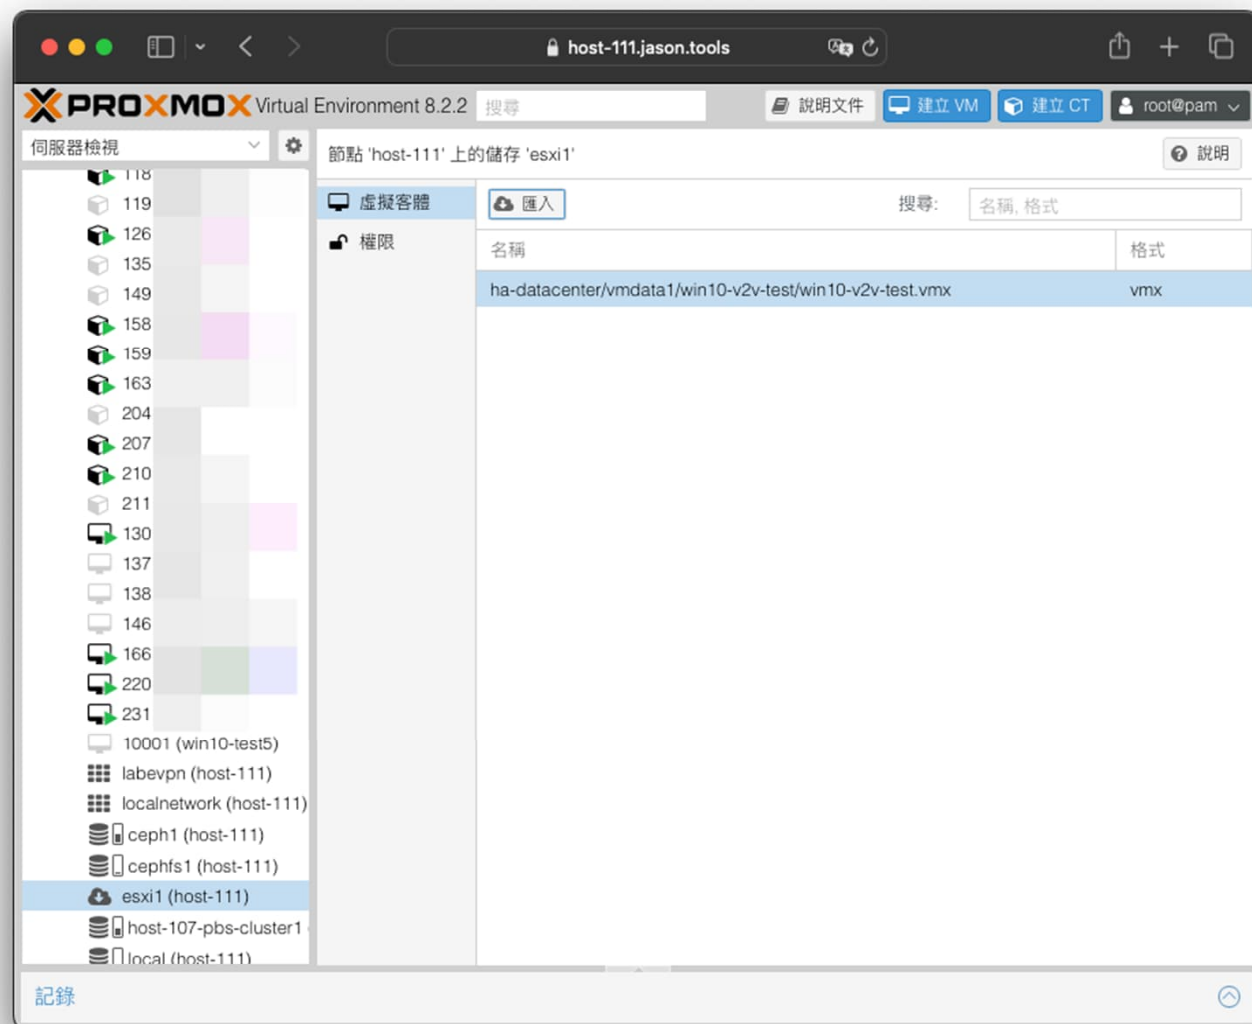 host-111.jason.tools
PROXMOX Virtual Environment 8.2.2 搜尋 說明文件 建立 VM 建立 CT root@pam
伺服器檢視
節點 'host-111' 上的儲存 'esxi1' 說明
118
119
126
135
149
158
159
163
204
207
210
211
130
137
138
146
166
220
231
10001 (win10-test5)
labevpn (host-111)
localnetwork (host-111)
ceph1 (host-111)
cephfs1 (host-111)
esxi1 (host-111)
host-107-pbs-cluster1
local (host-111)
虛擬客體
權限
匯入 搜尋: 名稱, 格式
名稱 格式
ha-datacenter/vmdata1/win10-v2v-test/win10-v2v-test.vmx vmx
記錄